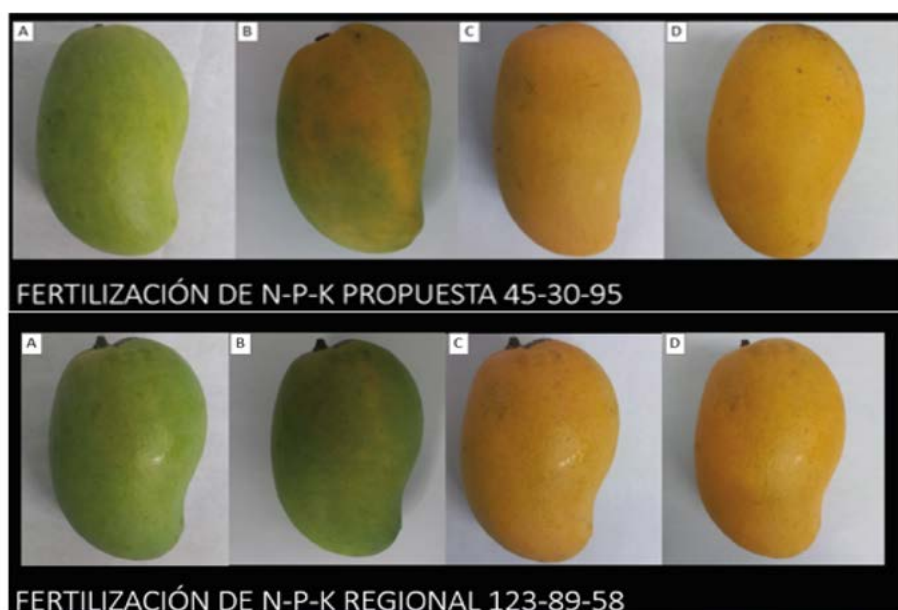 A B C D
FERTILIZACIÓN DE N-P-K PROPUESTA 45-30-95
A B C D
FERTILIZACIÓN DE N-P-K REGIONAL 123-89-58